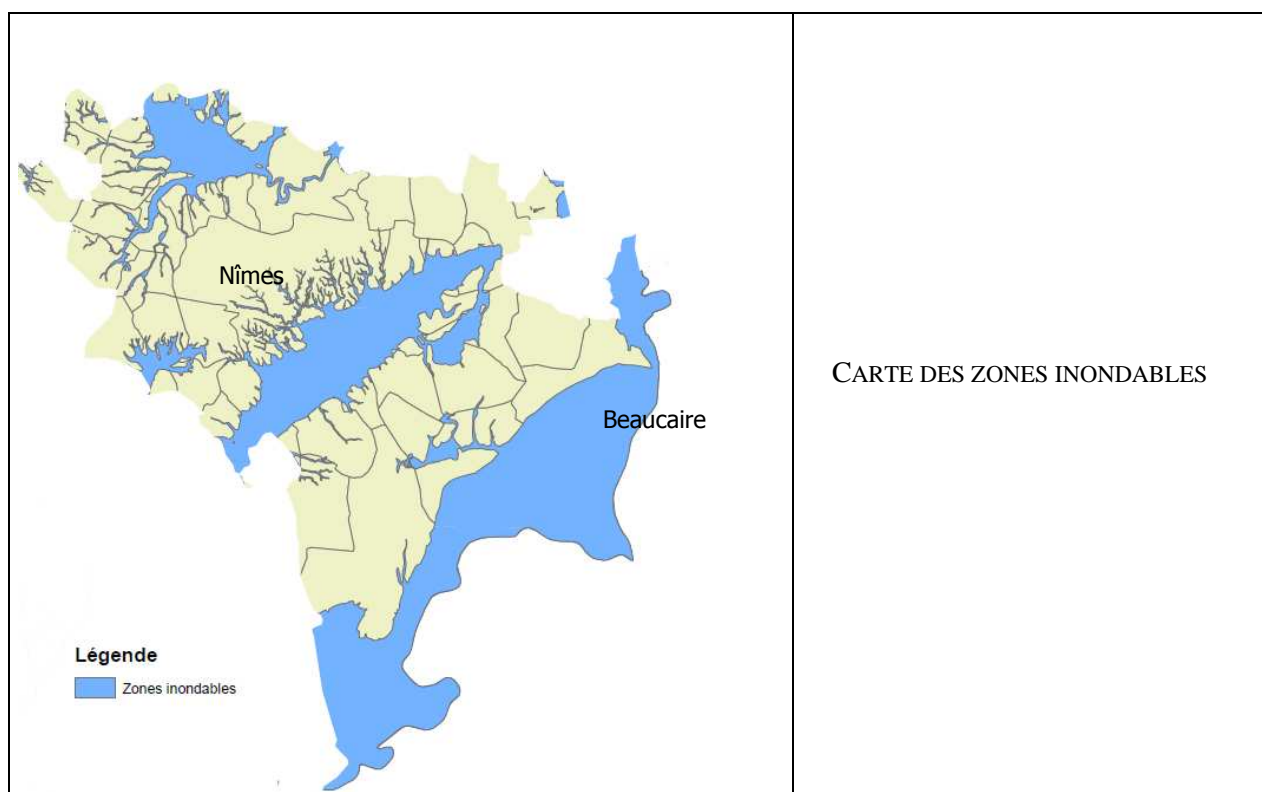 Nîmes
CARTE DES ZONES INONDABLES
Beaucaire
Légende
Zones inondables